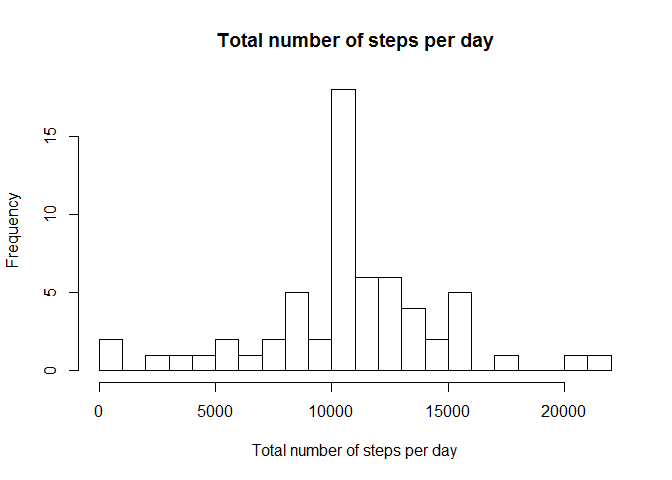 Total number of steps per day
Frequency
15
10
5
0
0 5000 10000 15000 20000
Total number of steps per day